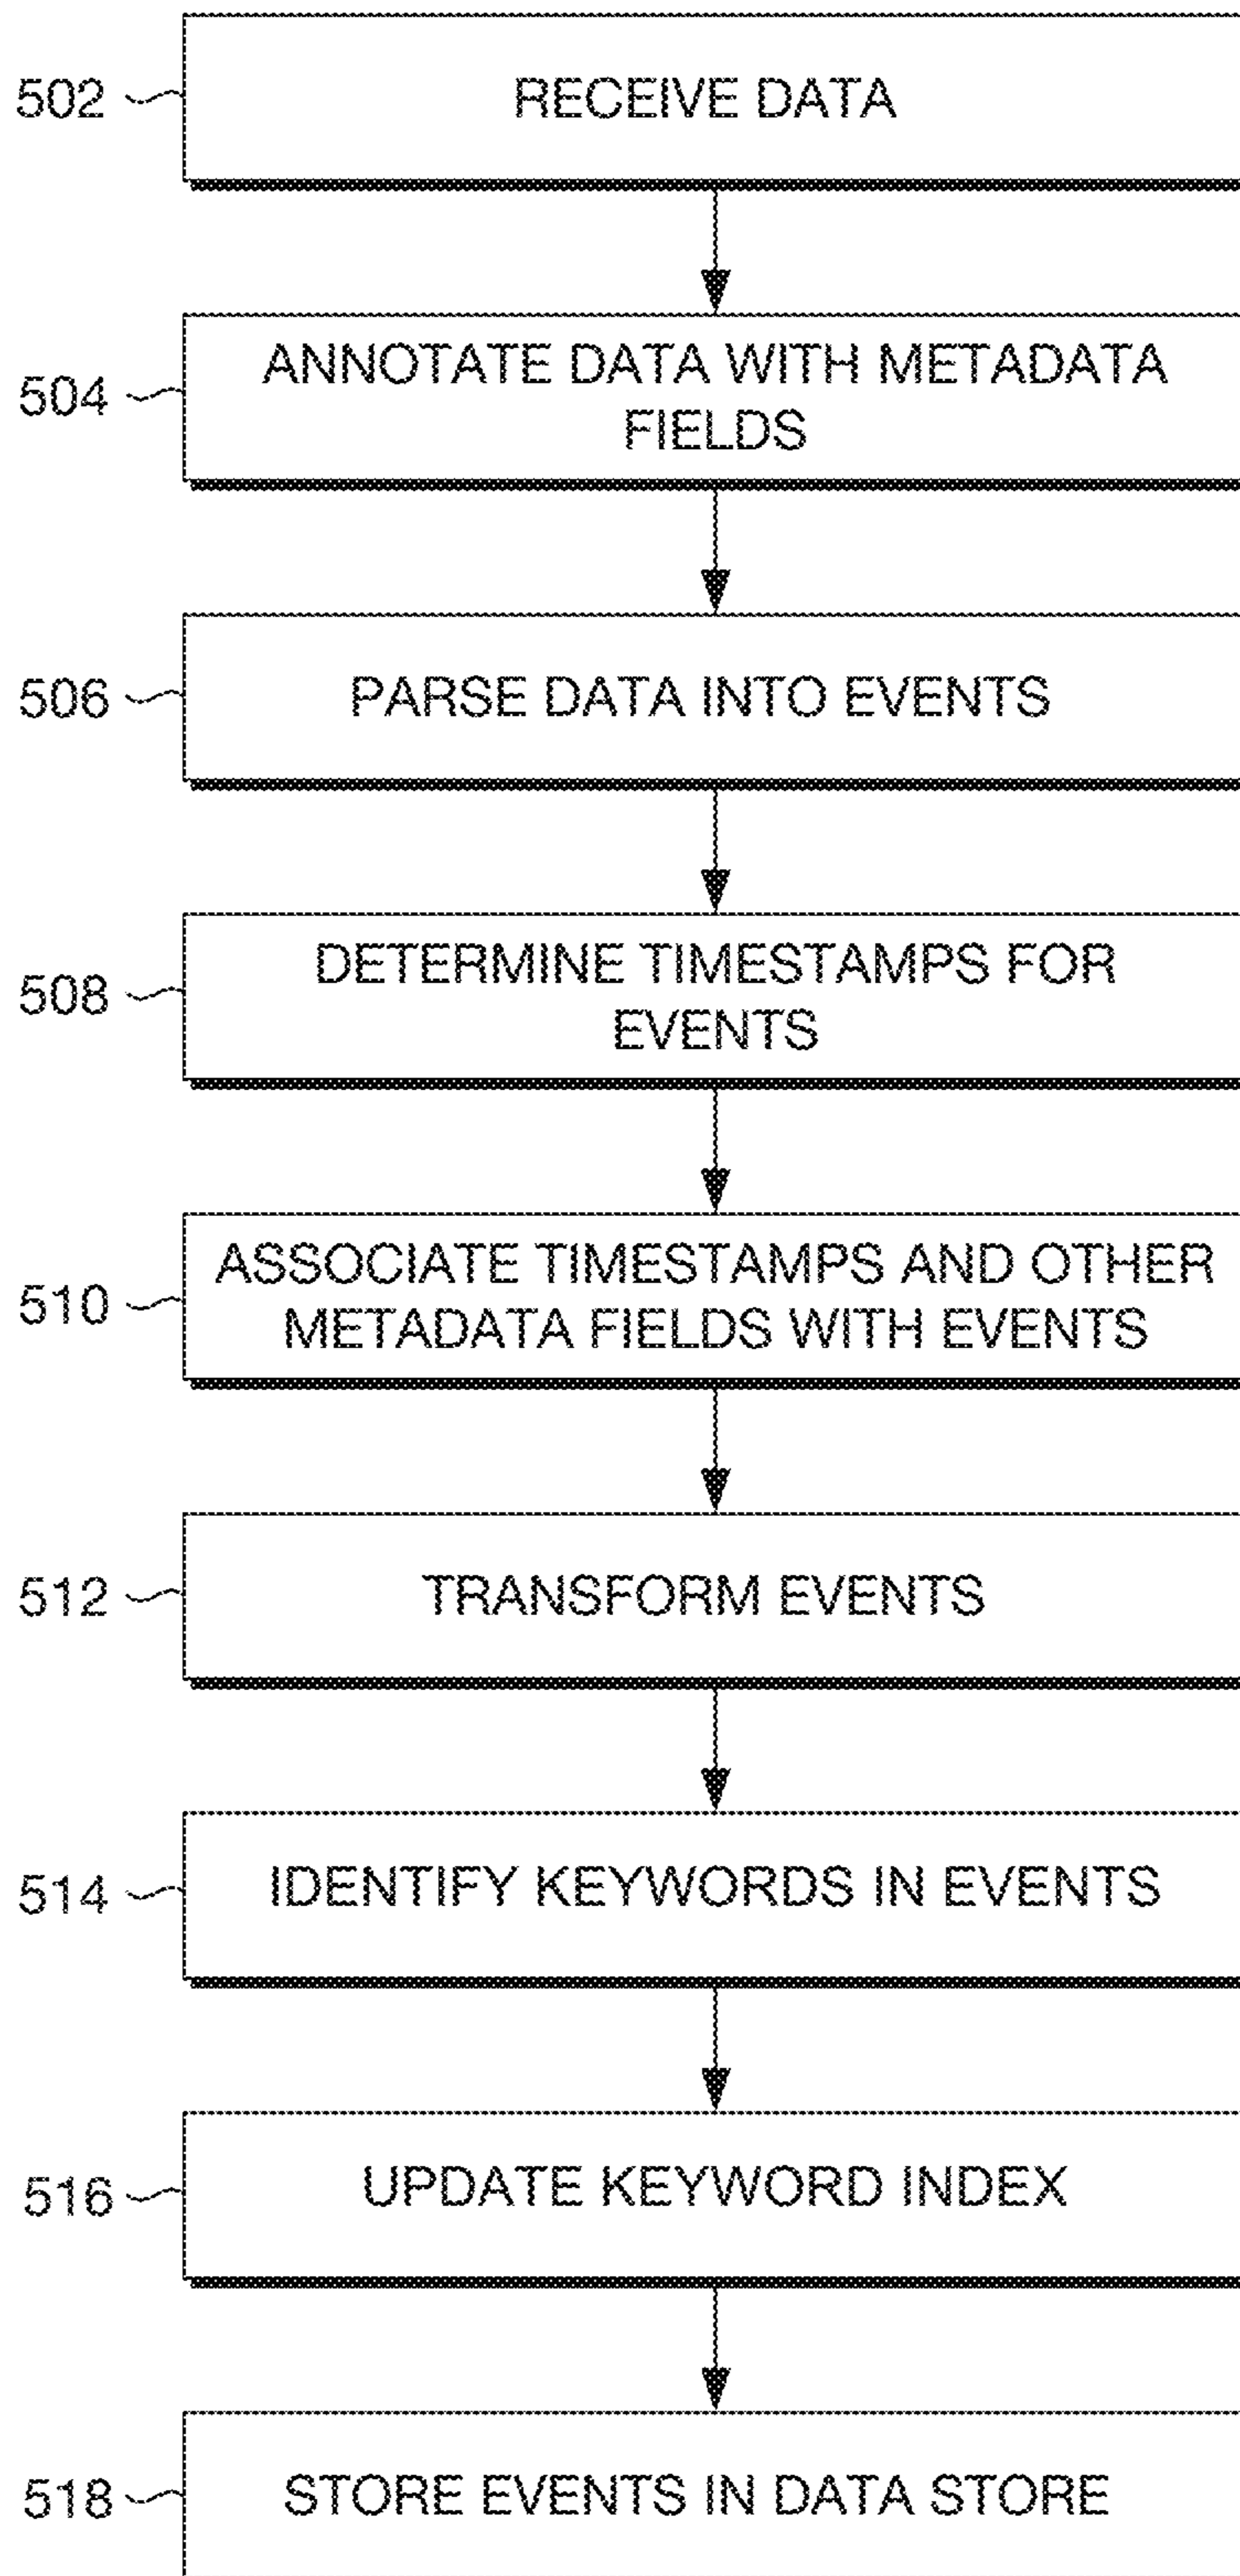 502
RECEIVE DATA
504
ANNOTATE DATA WITH METADATA
FIELDS
506
PARSE DATA INTO EVENTS
508
DETERMINE TIMESTAMPS FOR
EVENTS
510
ASSOCIATE TIMESTAMPS AND OTHER
METADATA FIELDS WITH EVENTS
512
TRANSFORM EVENTS
514
IDENTIFY KEYWORDS IN EVENTS
516
UPDATE KEYWORD INDEX
518
STORE EVENTS IN DATA STORE